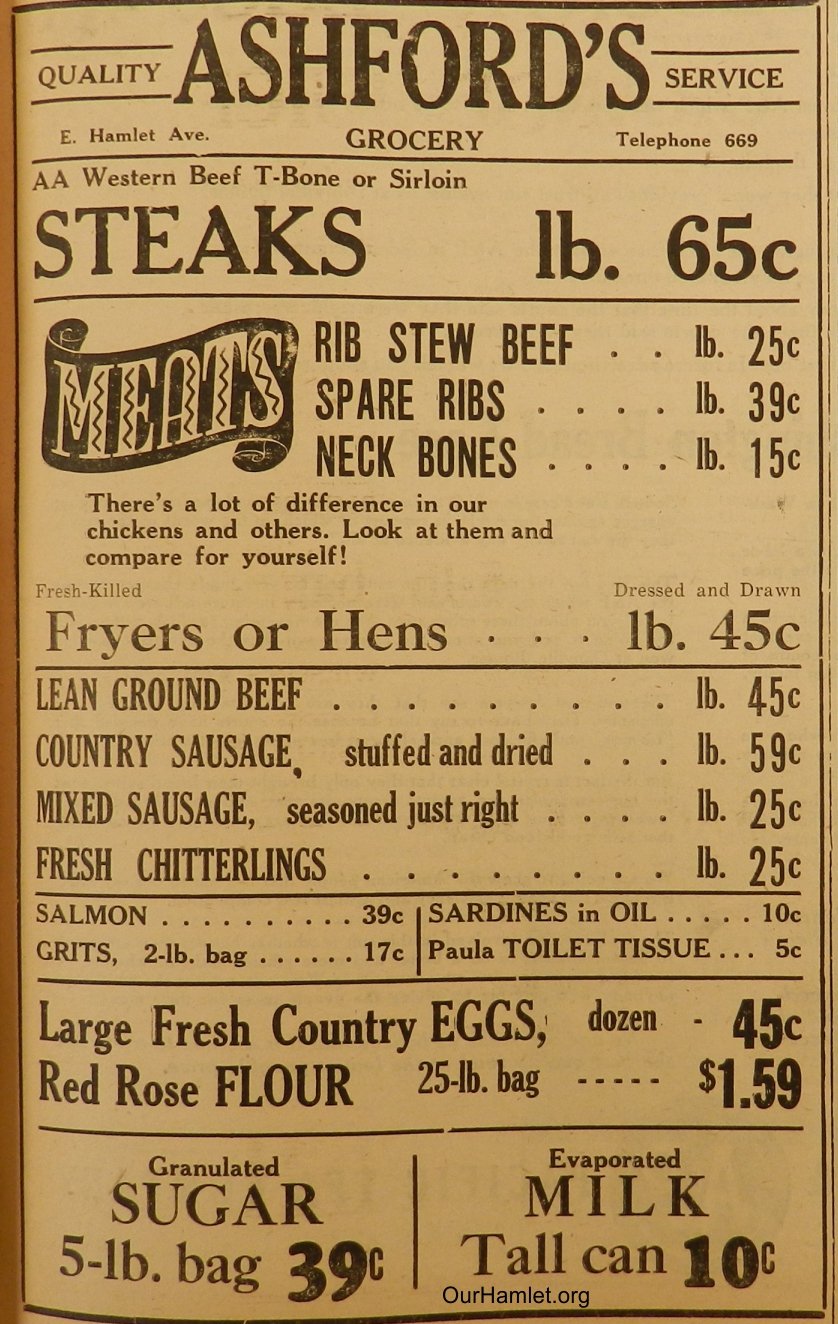 QUALITY ASHFORD'S SERVICE
E. Hamlet Ave. GROCERY Telephone 669
AA Western Beef T-Bone or Sirloin
STEAKS lb. 65c
MEATS
RIB STEW BEEF . . lb. 25c
SPARE RIBS . . . . lb. 39c
NECK BONES . . . . lb. 15c
There's a lot of difference in our
chickens and others. Look at them and
compare for yourself!
Fresh-Killed Dressed and Drawn
Fryers or Hens . . . lb. 45c
LEAN GROUND BEEF . . . . . . . . . . lb. 45c
COUNTRY SAUSAGE, stuffed and dried . . . lb. 59c
MIXED SAUSAGE, seasoned just right . . . . lb. 25c
FRESH CHITTERLINGS . . . . . . . . lb. 25c
SALMON . . . . . . . . . . 39c
GRITS, 2-lb. bag . . . . . . 17c
SARDINES in OIL . . . . . 10c
Paula TOILET TISSUE . . . 5c
Large Fresh Country EGGS, dozen - 45c
Red Rose FLOUR 25-lb. bag ----- $1.59
Granulated
SUGAR
5-lb. bag 39c
Evaporated
MILK
Tall can 10c
OurHamlet.org